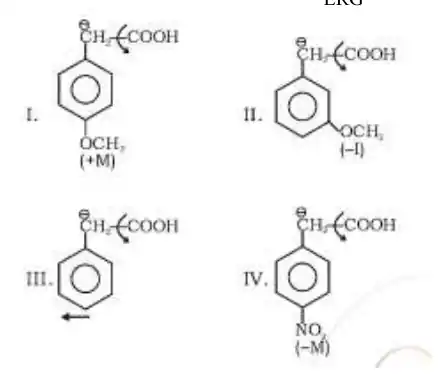 ERG
⊖
CH₂ COOH
⊖
CH₂ COOH
I.
II.
OCH₃
(+M)
OCH₃
(–I)
⊖
CH₂ COOH
⊖
CH₂ COOH
III.
IV.
NO₂
(–M)